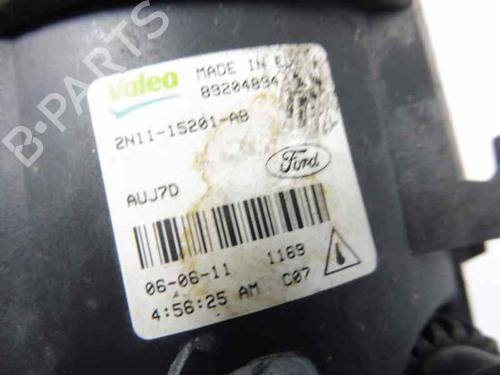 Valeo
MADE IN
89204894
2N11-15201-AB
Ford
AUJ7D
06-06-11 1169
4:56:25 AM C07
B-PARTS